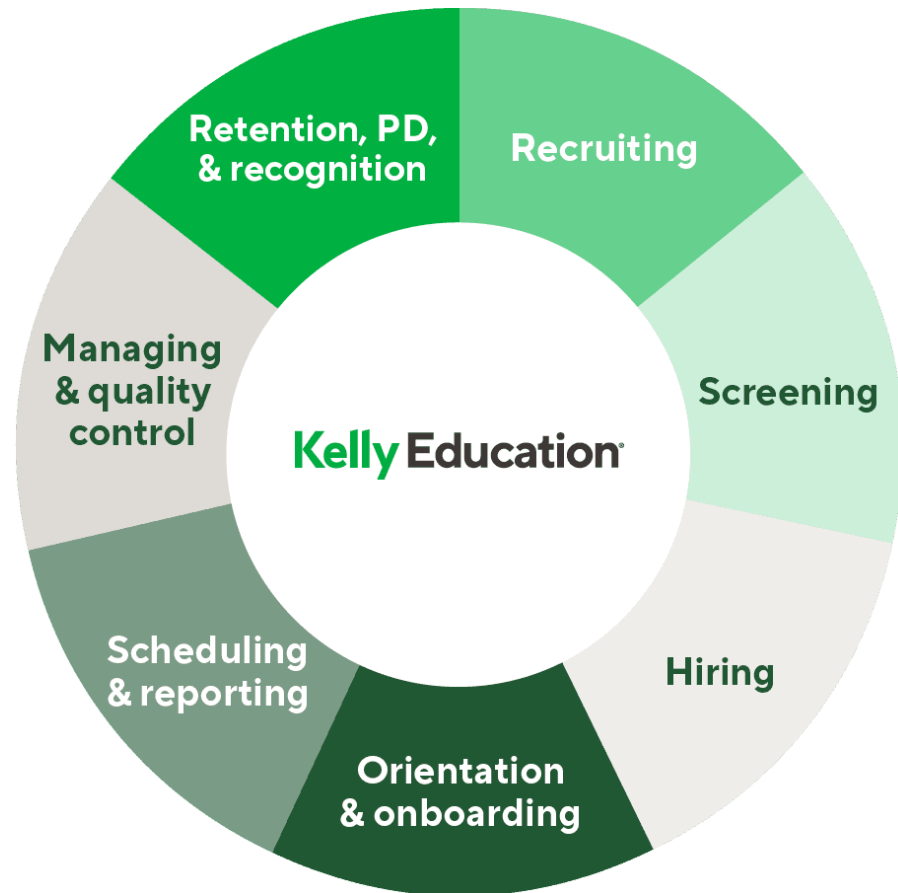 Retention, PD,
& recognition
Recruiting
Screening
Hiring
Orientation
& onboarding
Scheduling
& reporting
Managing
& quality
control
Kelly Education